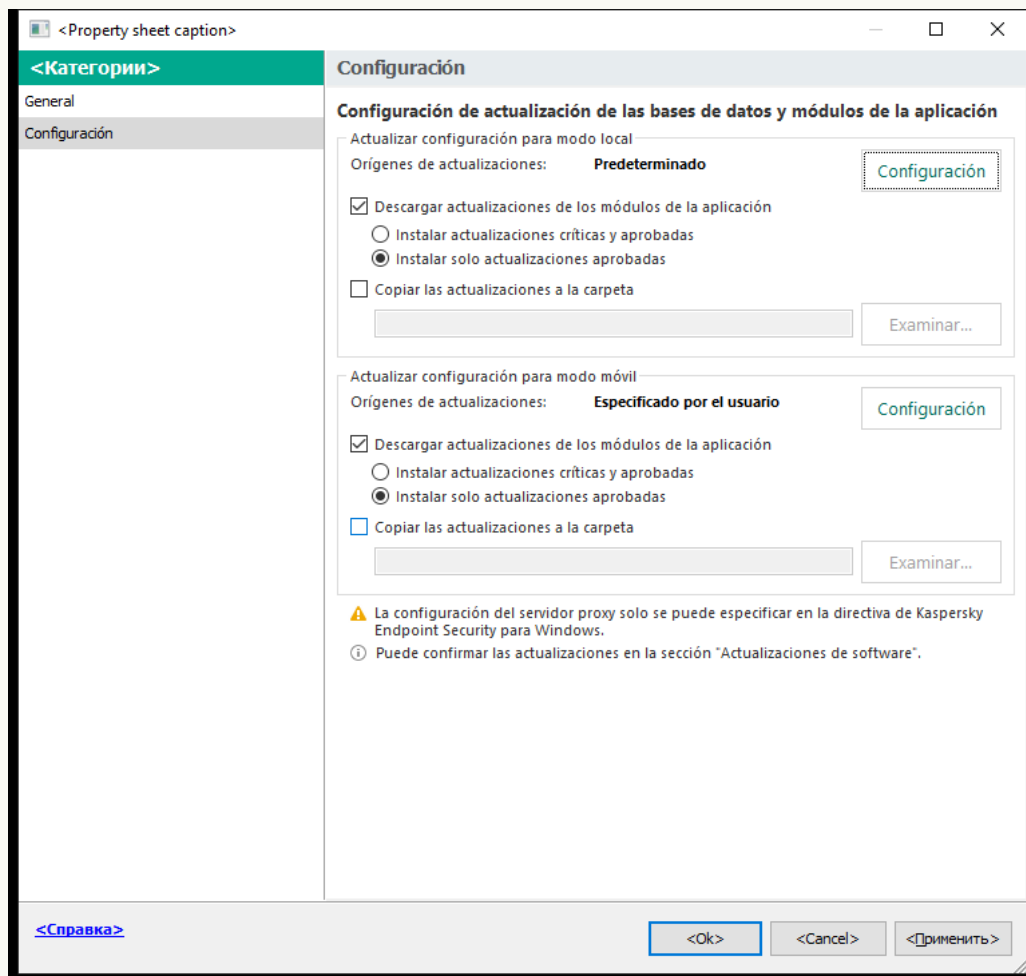 <Property sheet caption>
<Категории>
General
Configuración
Configuración
Configuración de actualización de las bases de datos y módulos de la aplicación
Actualizar configuración para modo local
Orígenes de actualizaciones: Predeterminado
Configuración
Descargar actualizaciones de los módulos de la aplicación
Instalar actualizaciones críticas y aprobadas
Instalar solo actualizaciones aprobadas
Copiar las actualizaciones a la carpeta
Examinar...
Actualizar configuración para modo móvil
Orígenes de actualizaciones: Especificado por el usuario
Configuración
Descargar actualizaciones de los módulos de la aplicación
Instalar actualizaciones críticas y aprobadas
Instalar solo actualizaciones aprobadas
Copiar las actualizaciones a la carpeta
Examinar...
La configuración del servidor proxy solo se puede especificar en la directiva de Kaspersky
Endpoint Security para Windows.
Puede confirmar las actualizaciones en la sección "Actualizaciones de software".
<Справка>
<Ok> <Cancel> <Применить>